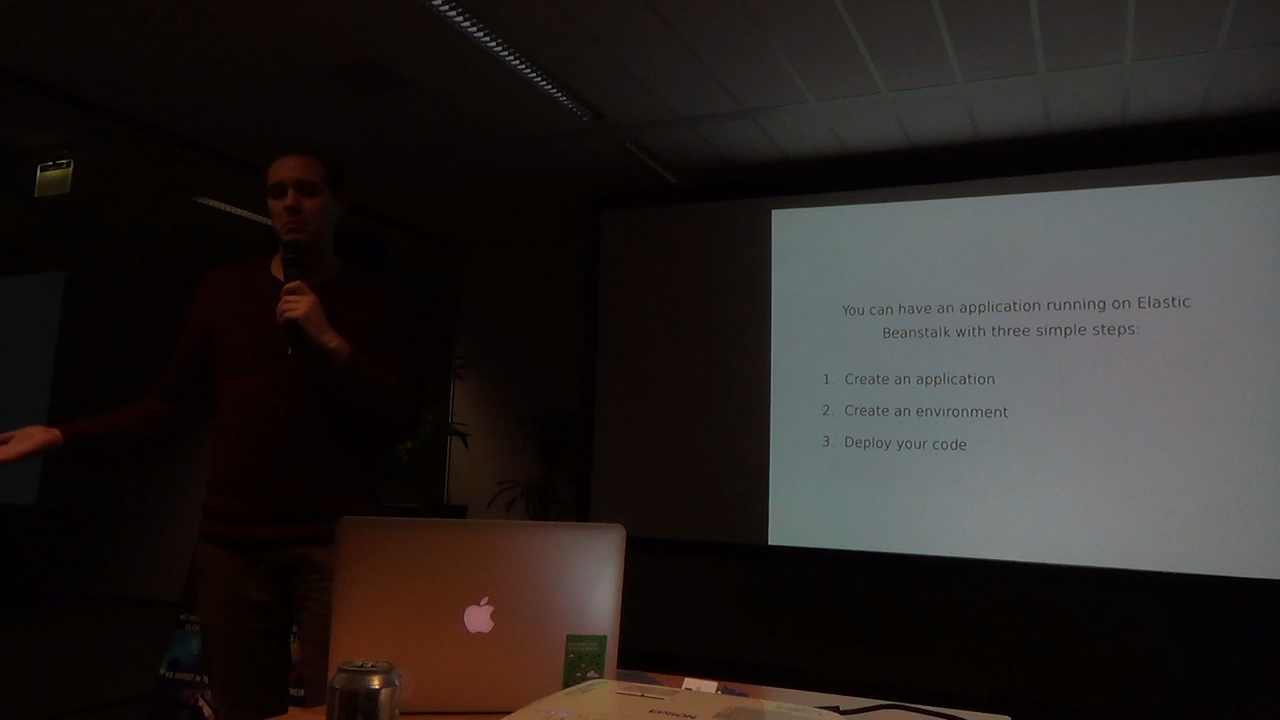 You can have an application running on Elastic
Beanstalk with three simple steps:
1. Create an application
2. Create an environment
3. Deploy your code
EPSON